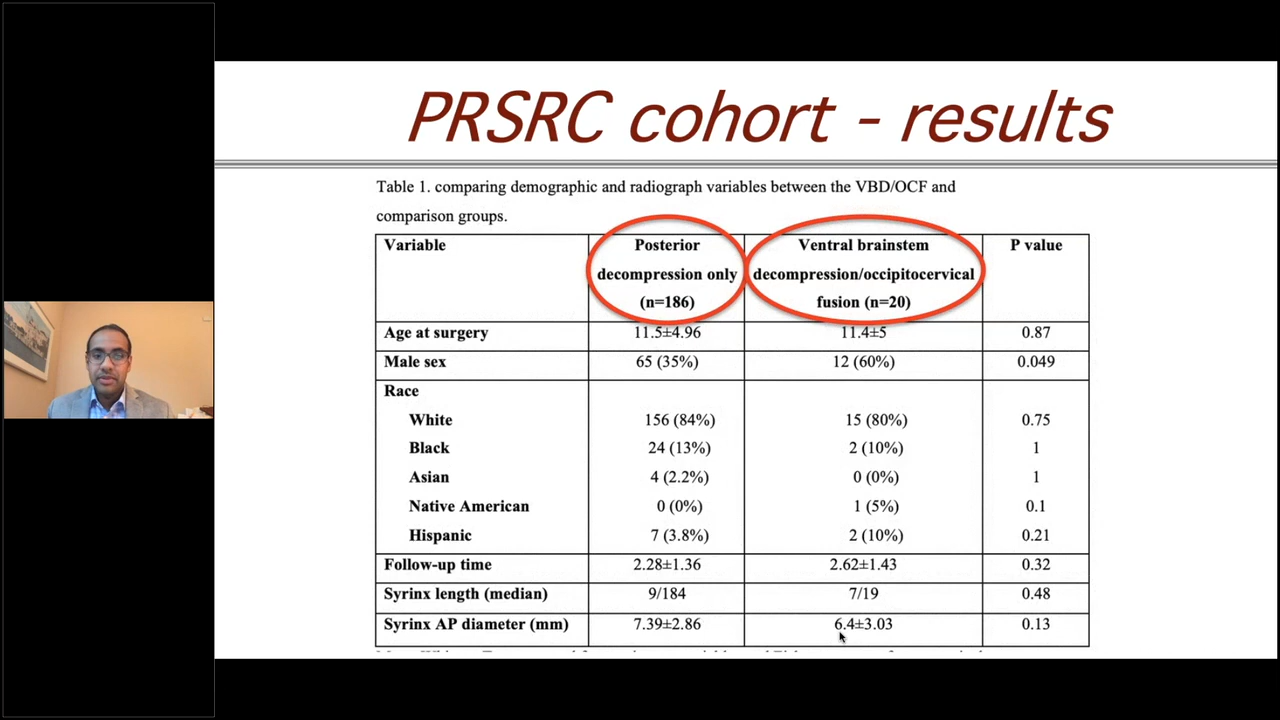 PRSRC cohort - results
Table 1. comparing demographic and radiograph variables between the VBD/OCF and
comparison groups.
Variable
Posterior
decompression only
(n=186)
Ventral brainstem
decompression/occipitocervical
fusion (n=20)
P value
Age at surgery 11.5±4.96 11.4±5 0.87
Male sex 65 (35%) 12 (60%) 0.049
Race
White 156 (84%) 15 (80%) 0.75
Black 24 (13%) 2 (10%) 1
Asian 4 (2.2%) 0 (0%) 1
Native American 0 (0%) 1 (5%) 0.1
Hispanic 7 (3.8%) 2 (10%) 0.21
Follow-up time 2.28±1.36 2.62±1.43 0.32
Syrinx length (median) 9/184 7/19 0.48
Syrinx AP diameter (mm) 7.39±2.86 6.4±3.03 0.13